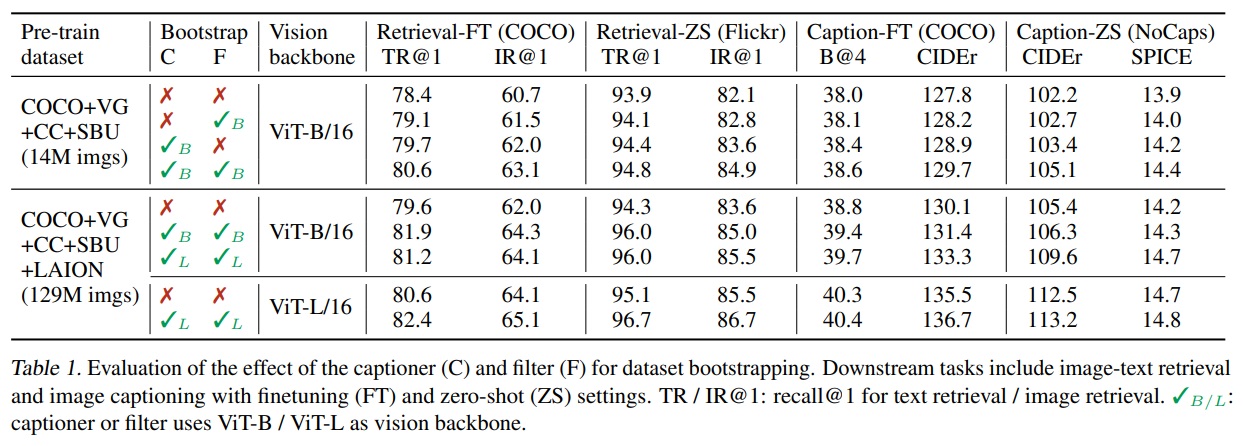 Pre-train Bootstrap Vision Retrieval-FT (COCO) Retrieval-ZS (Flickr) Caption-FT (COCO) Caption-ZS (NoCaps)
dataset C F backbone TR@1 IR@1 TR@1 IR@1 B@4 CIDEr CIDEr SPICE
COCO+VG
+CC+SBU
(14M imgs)
ViT-B/16
✗ ✗ 78.4 60.7 93.9 82.1 38.0 127.8 102.2 13.9
✗ ✓B 79.1 61.5 94.1 82.8 38.1 128.2 102.7 14.0
✓B ✗ 79.7 62.0 94.4 83.6 38.4 128.9 103.4 14.2
✓B ✓B 80.6 63.1 94.8 84.9 38.6 129.7 105.1 14.4
COCO+VG
+CC+SBU
+LAION
(129M imgs)
ViT-B/16
✗ ✗ 79.6 62.0 94.3 83.6 38.8 130.1 105.4 14.2
✓B ✓B 81.9 64.3 96.0 85.0 39.4 131.4 106.3 14.3
✓L ✓L 81.2 64.1 96.0 85.5 39.7 133.3 109.6 14.7
ViT-L/16
✗ ✗ 80.6 64.1 95.1 85.5 40.3 135.5 112.5 14.7
✓L ✓L 82.4 65.1 96.7 86.7 40.4 136.7 113.2 14.8
Table 1. Evaluation of the effect of the captioner (C) and filter (F) for dataset bootstrapping. Downstream tasks include image-text retrieval
and image captioning with finetuning (FT) and zero-shot (ZS) settings. TR / IR@1: recall@1 for text retrieval / image retrieval. ✓B/L:
captioner or filter uses ViT-B / ViT-L as vision backbone.